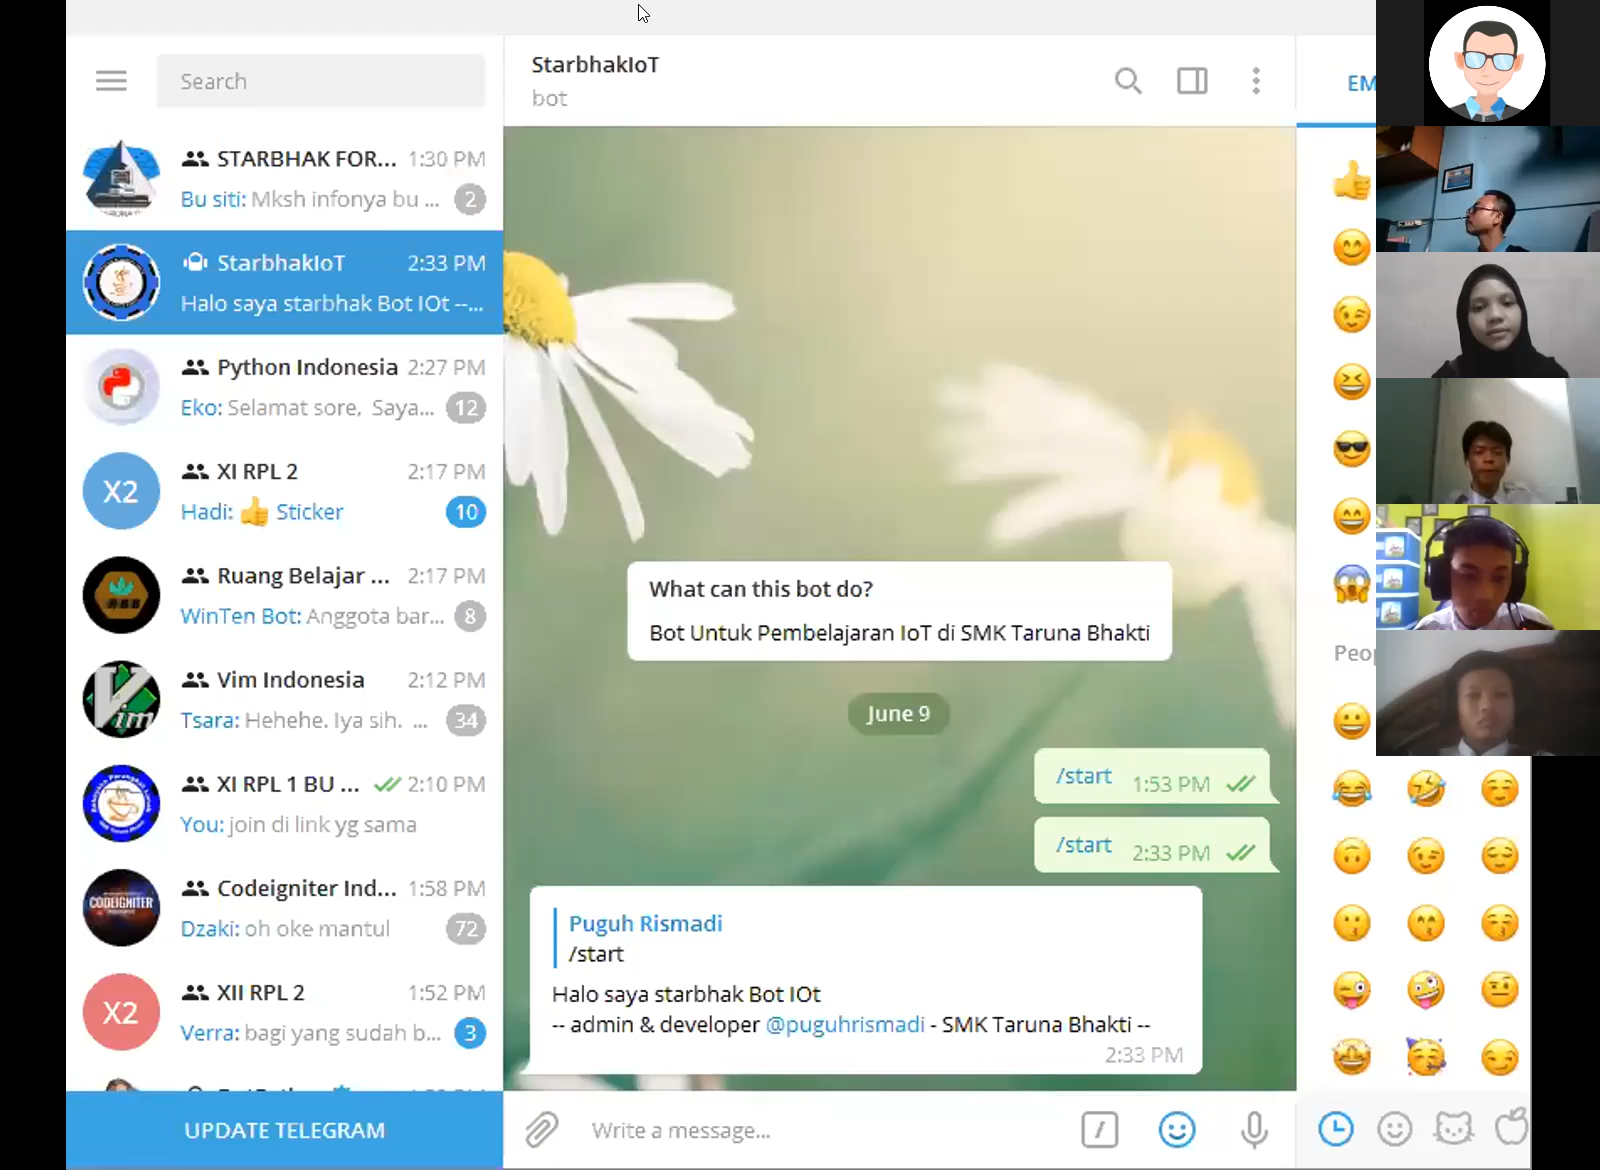 Search
STARBHAK FOR... 1:30 PM
Bu siti: Mksh infonya bu ... 2
StarbhakIoT 2:33 PM
Halo saya starbhak Bot IOt --...
Python Indonesia 2:27 PM
Eko: Selamat sore, Saya... 12
X2
XI RPL 2 2:17 PM
Hadi: 👍 Sticker 10
Ruang Belajar ... 2:17 PM
WinTen Bot: Anggota bar... 8
Vim
Vim Indonesia 2:12 PM
Tsara: Hehehe. Iya sih. ... 34
XI RPL 1 BU ... 2:10 PM
You: join di link yg sama
CODEIGNITER
Codeigniter Ind... 1:58 PM
Dzaki: oh oke mantul 72
X2
XII RPL 2 1:52 PM
Verra: bagi yang sudah b... 3
UPDATE TELEGRAM
StarbhakIoT
bot
What can this bot do?
Bot Untuk Pembelajaran IoT di SMK Taruna Bhakti
June 9
/start 1:53 PM
/start 2:33 PM
Puguh Rismadi
/start
Halo saya starbhak Bot IOt
-- admin & developer @puguhrismadi - SMK Taruna Bhakti --
2:33 PM
Write a message...
EM
Peo